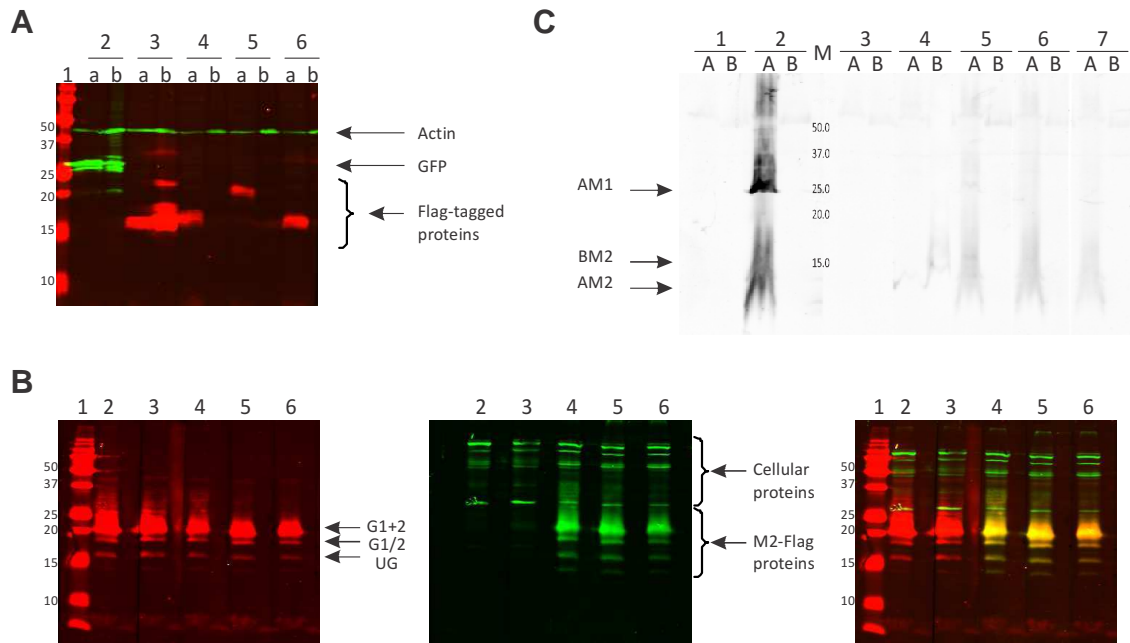 A
2 3 4 5 6
1 a b a b a b a b a b
50
37
25
20
15
10
Actin
GFP
Flag-tagged
proteins
C
1 2 3 4 5 6 7
A B A B M A B A B A B A B A B
50.0
37.0
25.0
20.0
15.0
AM1
BM2
AM2
B
1 2 3 4 5 6
50
37
25
20
15
10
G1+2
G1/2
UG
2 3 4 5 6
Cellular
proteins
M2-Flag
proteins
1 2 3 4 5 6
50
37
25
20
15
10